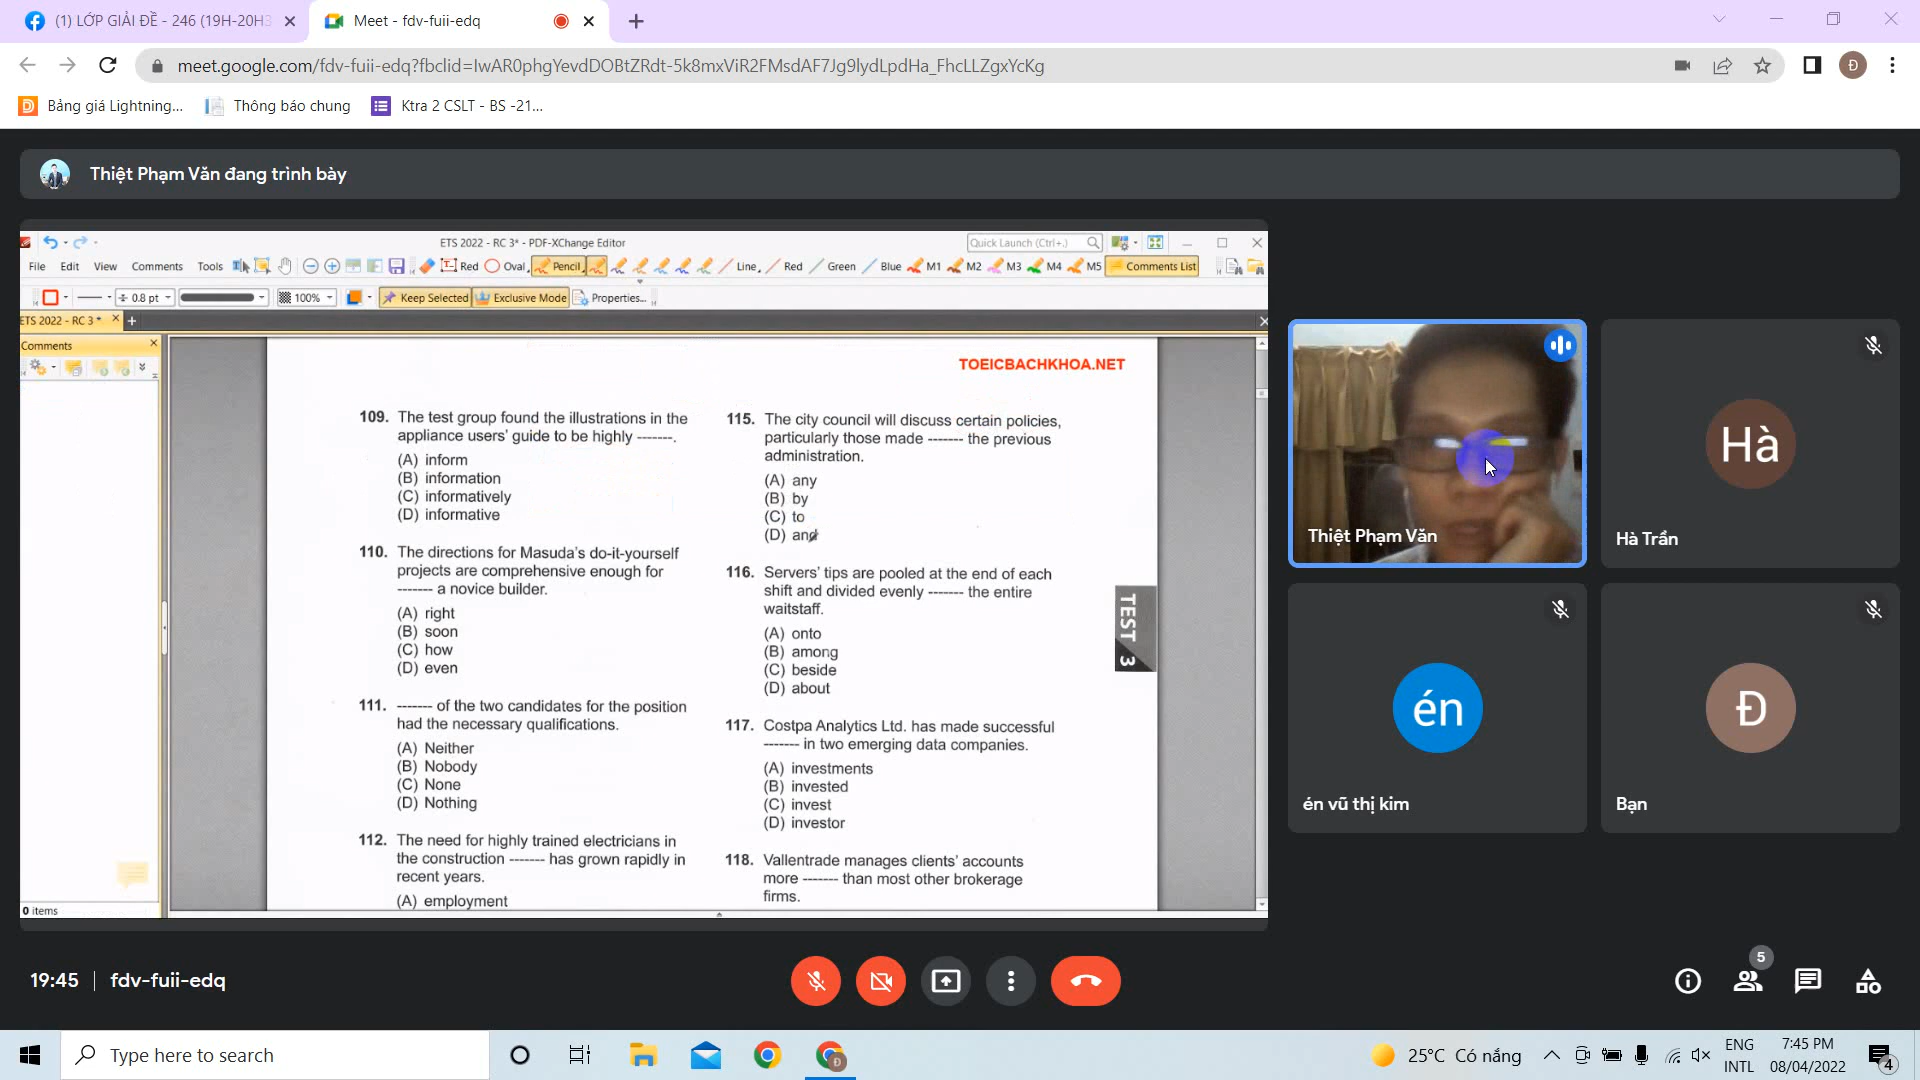 (1) LỚP GIẢI ĐỀ - 246 (19H-20H3
Meet - fdv-fuii-edq
meet.google.com/fdv-fuii-edq?fbclid=IwAR0phgYevdDOBtZRdt-5k8mxViR2FMsdAF7Jg9lydLpdHa_FhcLLZgxYcKg
Đ
Bảng giá Lightning...
Thông báo chung
Ktra 2 CSLT - BS -21...
Thiệt Phạm Văn đang trình bày
ETS 2022 - RC 3* - PDF-XChange Editor
Quick Launch (Ctrl+.)
File Edit View Comments Tools
Red Oval Pencil Line Red Green Blue M1 M2 M3 M4 M5 Comments List
0.8 pt 100% Keep Selected Exclusive Mode Properties...
ETS 2022 - RC 3 *
Comments
0 items
TOEICBACHKHOA.NET
109. The test group found the illustrations in the
appliance users' guide to be highly -------.
(A) inform
(B) information
(C) informatively
(D) informative
110. The directions for Masuda's do-it-yourself
projects are comprehensive enough for
------- a novice builder.
(A) right
(B) soon
(C) how
(D) even
111. ------- of the two candidates for the position
had the necessary qualifications.
(A) Neither
(B) Nobody
(C) None
(D) Nothing
112. The need for highly trained electricians in
the construction ------- has grown rapidly in
recent years.
(A) employment
115. The city council will discuss certain policies,
particularly those made ------- the previous
administration.
(A) any
(B) by
(C) to
(D) and
116. Servers' tips are pooled at the end of each
shift and divided evenly ------- the entire
waitstaff.
(A) onto
(B) among
(C) beside
(D) about
117. Costpa Analytics Ltd. has made successful
------- in two emerging data companies.
(A) investments
(B) invested
(C) invest
(D) investor
118. Vallentrade manages clients' accounts
more ------- than most other brokerage
firms.
TEST 3
Thiệt Phạm Văn
Hà
Hà Trần
én
én vũ thị kim
Đ
Bạn
19:45 | fdv-fuii-edq
5
Type here to search
25°C Có nắng
ENG
INTL
7:45 PM
08/04/2022
4